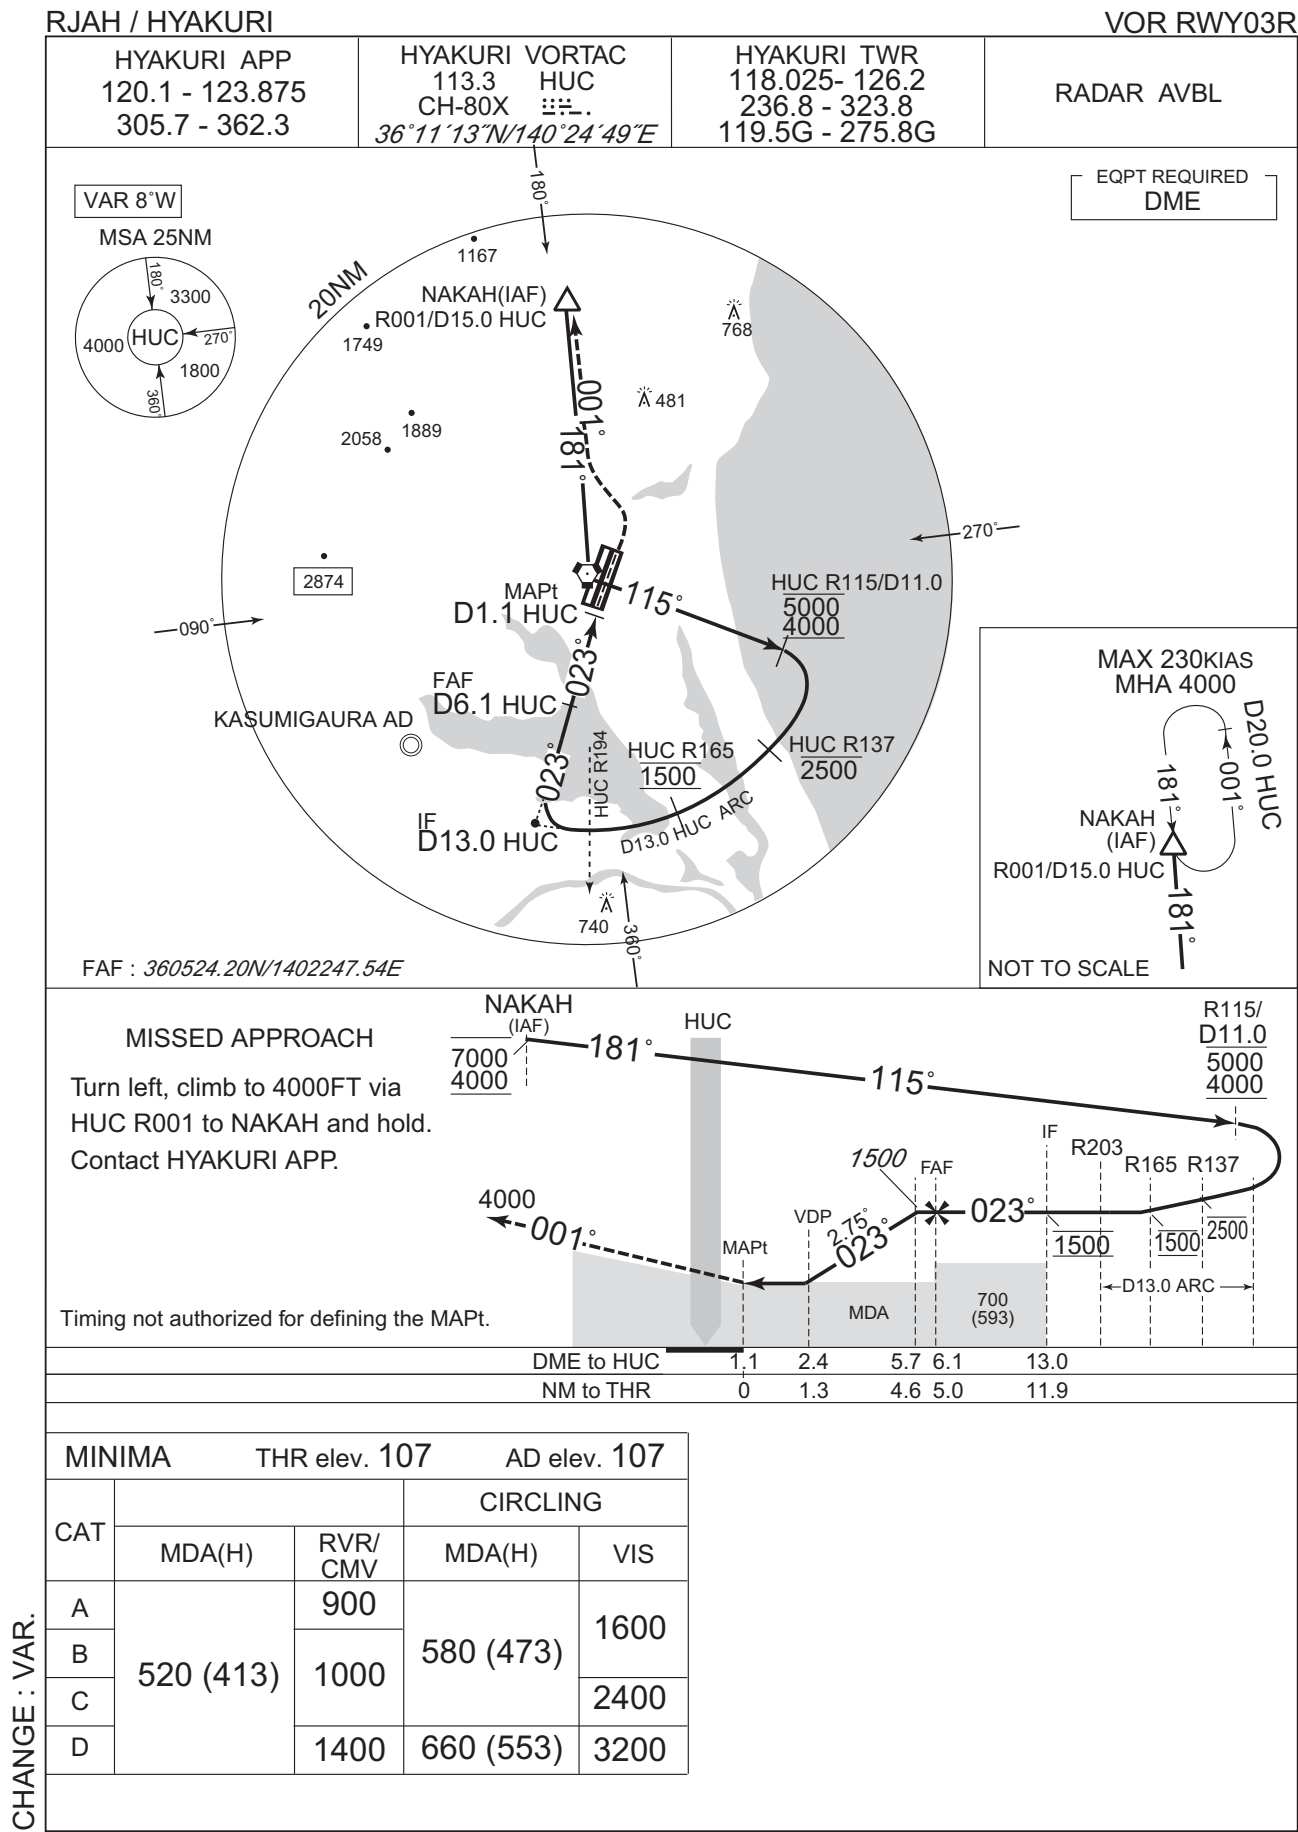 RJAH / HYAKURI
VOR RWY03R
HYAKURI APP
120.1 - 123.875
305.7 - 362.3
HYAKURI VORTAC
113.3 HUC
CH-80X
36°11´13˝N/140°24´49˝E
HYAKURI TWR
118.025- 126.2
236.8 - 323.8
119.5G - 275.8G
RADAR AVBL
EQPT REQUIRED
DME
VAR 8°W
MSA 25NM
180°
3300
4000
HUC
270°
1800
360°
180°
20NM
1167
NAKAH(IAF)
R001/D15.0 HUC
1749
768
001°
481
181°
2058
1889
270°
2874
HUC R115/D11.0
5000
4000
115°
MAPt
D1.1 HUC
090°
023°
FAF
D6.1 HUC
KASUMIGAURA AD
HUC R165
1500
HUC R137
2500
023°
HUC R194
IF
D13.0 HUC
D13.0 HUC ARC
740
360°
FAF : 360524.20N/1402247.54E
MAX 230KIAS
MHA 4000
D20.0 HUC
181°
001°
NAKAH
(IAF)
R001/D15.0 HUC
181°
NOT TO SCALE
MISSED APPROACH
Turn left, climb to 4000FT via
HUC R001 to NAKAH and hold.
Contact HYAKURI APP.
Timing not authorized for defining the MAPt.
NAKAH
(IAF)
7000
4000
181°
HUC
115°
R115/
D11.0
5000
4000
IF
R203
R165
R137
1500
FAF
4000
001°
VDP
2.75°
023°
023°
1500
1500
2500
MAPt
D13.0 ARC
MDA
700
(593)
DME to HUC 1.1 2.4 5.7 6.1 13.0
NM to THR 0 1.3 4.6 5.0 11.9
MINIMA THR elev. 107 AD elev. 107
CAT
CIRCLING
MDA(H)
RVR/
CMV
MDA(H)
VIS
A
900
B
520 (413)
1000
580 (473)
1600
C
2400
D
1400
660 (553)
3200
CHANGE : VAR.